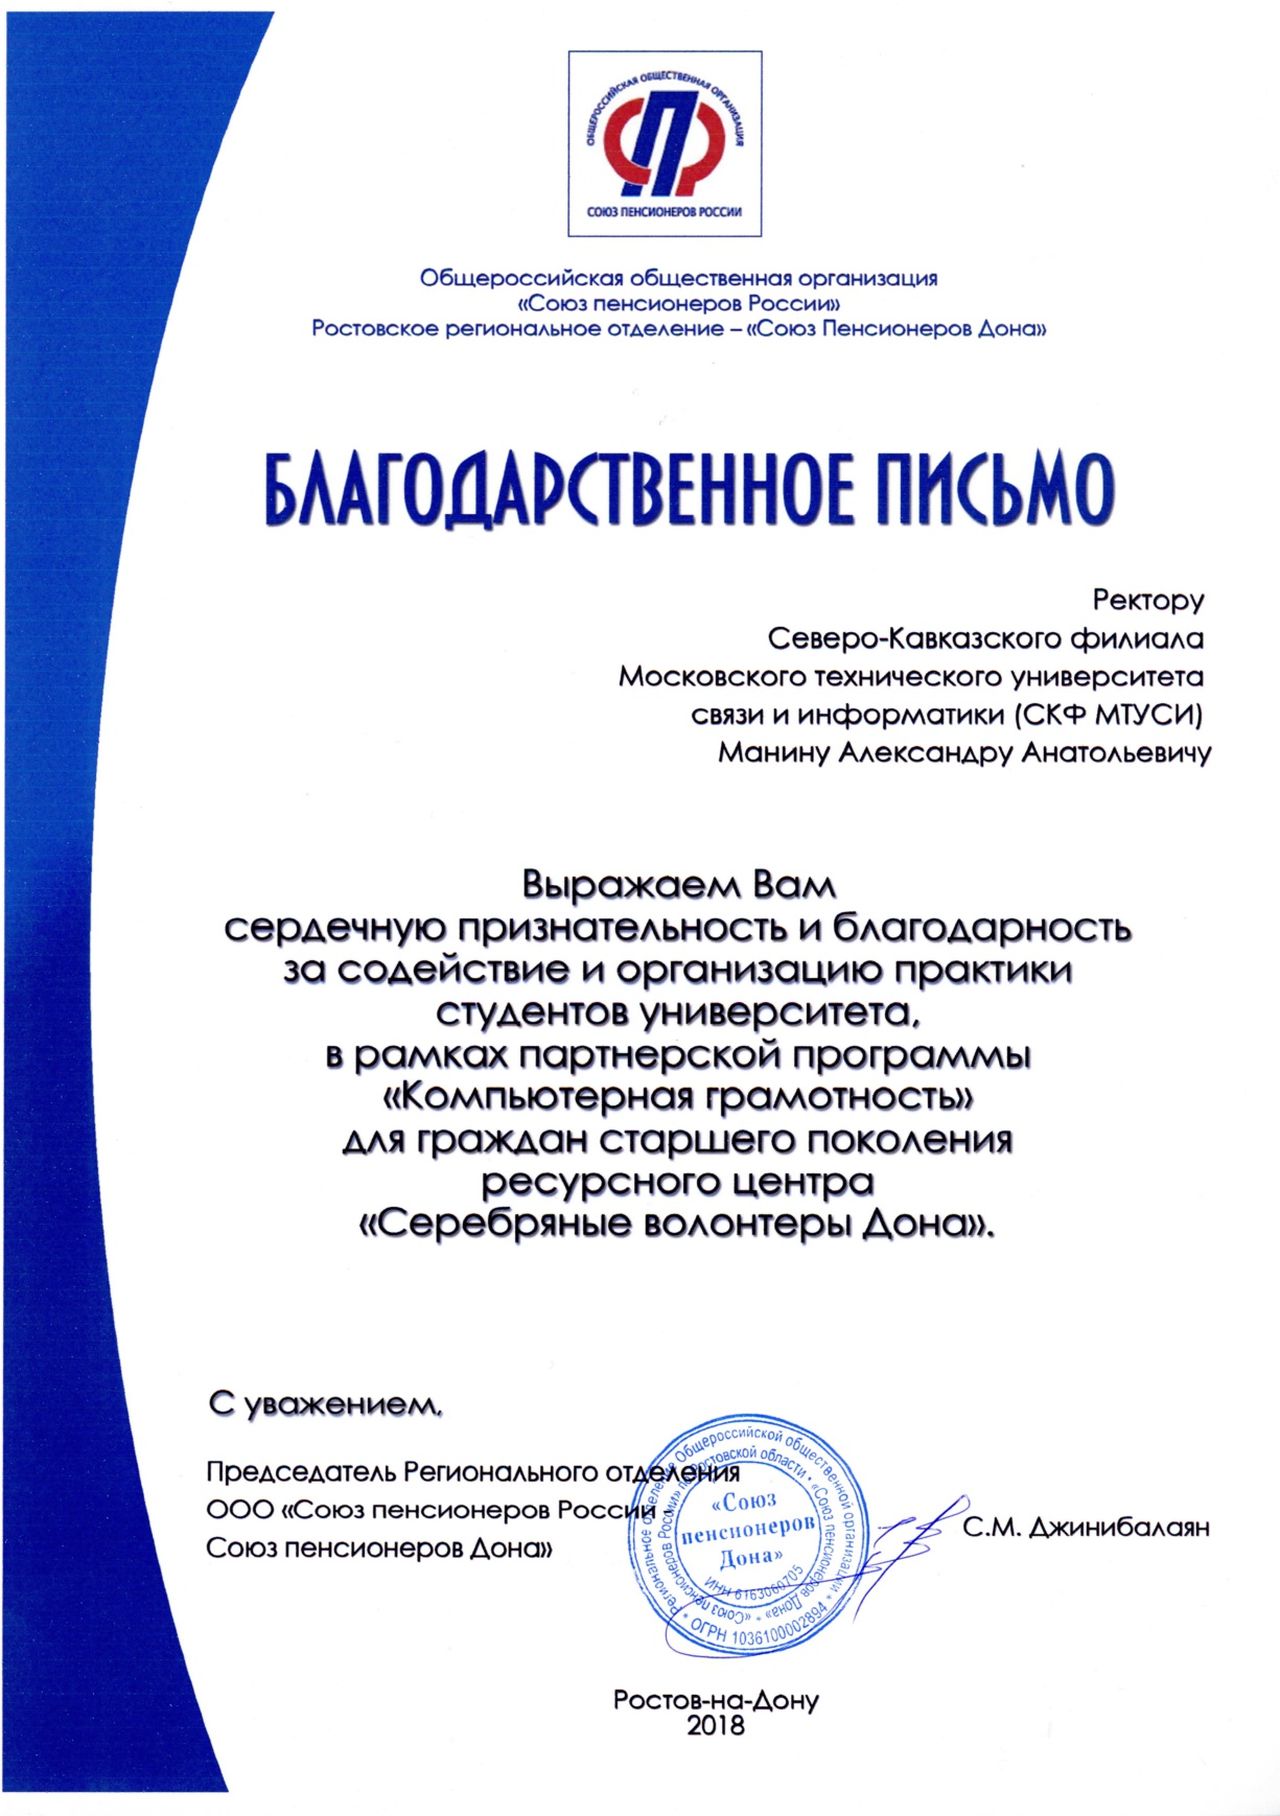 ОБЩЕРОССИЙСКАЯ ОБЩЕСТВЕННАЯ ОРГАНИЗАЦИЯ
СОЮЗ ПЕНСИОНЕРОВ РОССИИ
Общероссийская общественная организация
«Союз пенсионеров России»
Ростовское региональное отделение – «Союз Пенсионеров Дона»
БЛАГОДАРСТВЕННОЕ ПИСЬМО
Ректору
Северо-Кавказского филиала
Московского технического университета
связи и информатики (СКФ МТУСИ)
Манину Александру Анатольевичу
Выражаем Вам
сердечную признательность и благодарность
за содействие и организацию практики
студентов университета,
в рамках партнерской программы
«Компьютерная грамотность»
для граждан старшего поколения
ресурсного центра
«Серебряные волонтеры Дона».
С уважением,
Председатель Регионального отделения
ООО «Союз пенсионеров России -
Союз пенсионеров Дона»
С.М. Джинибалаян
Региональное отделение Общероссийской общественной организации
«Союз пенсионеров России» по Ростовской области • «Союз пенсионеров Дона» •
«Союз
пенсионеров
Дона»
ИНН 6163060705
* ОГРН 1036100002894 *
Ростов-на-Дону
2018